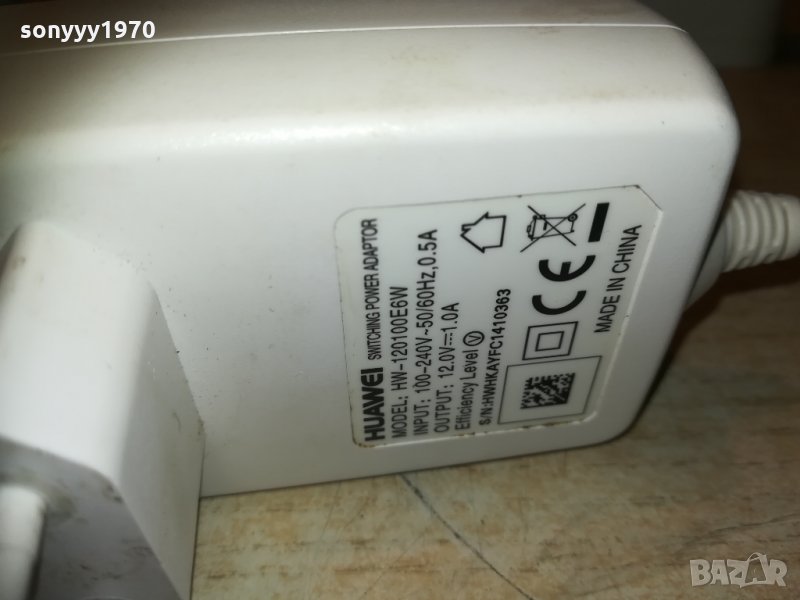 sonyyy1970
HUAWEI SWITCHING POWER ADAPTOR
MODEL: HW-120100E6W
INPUT: 100-240V~50/60Hz,0.5A
OUTPUT: 12.0V⎓1.0A
Efficiency Level Ⓥ
S/N:HWHKAYFC1410363
CE
MADE IN CHINA
BAZAR